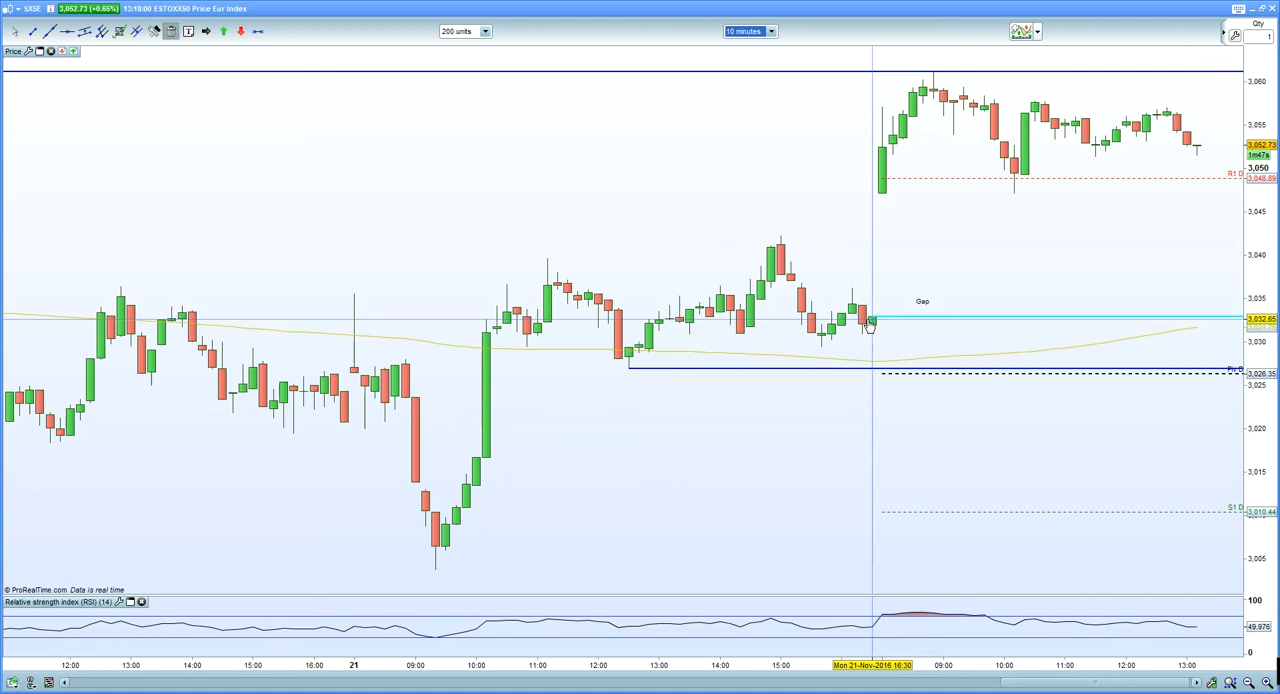 SX5E 3,052.73 (+0.65%) 13:18:00 ESTOXX50 Price Eur Index
200 units
10 minutes
Qty
1
Price
3,060
3,055
3,052.73
1m47s
3,050
R1 D
3,048.89
3,045
3,040
3,035
Gap
3,032.65
3,030
3,026.35
3,025
3,020
3,015
S1 D
3,010.44
3,005
© ProRealTime.com Data is real time
Relative strength index (RSI) (14)
100
49.976
0
12:00 13:00 14:00 15:00 16:00 21 09:00 10:00 11:00 12:00 13:00 14:00 15:00 Mon 21-Nov-2016 16:30 09:00 10:00 11:00 12:00 13:00